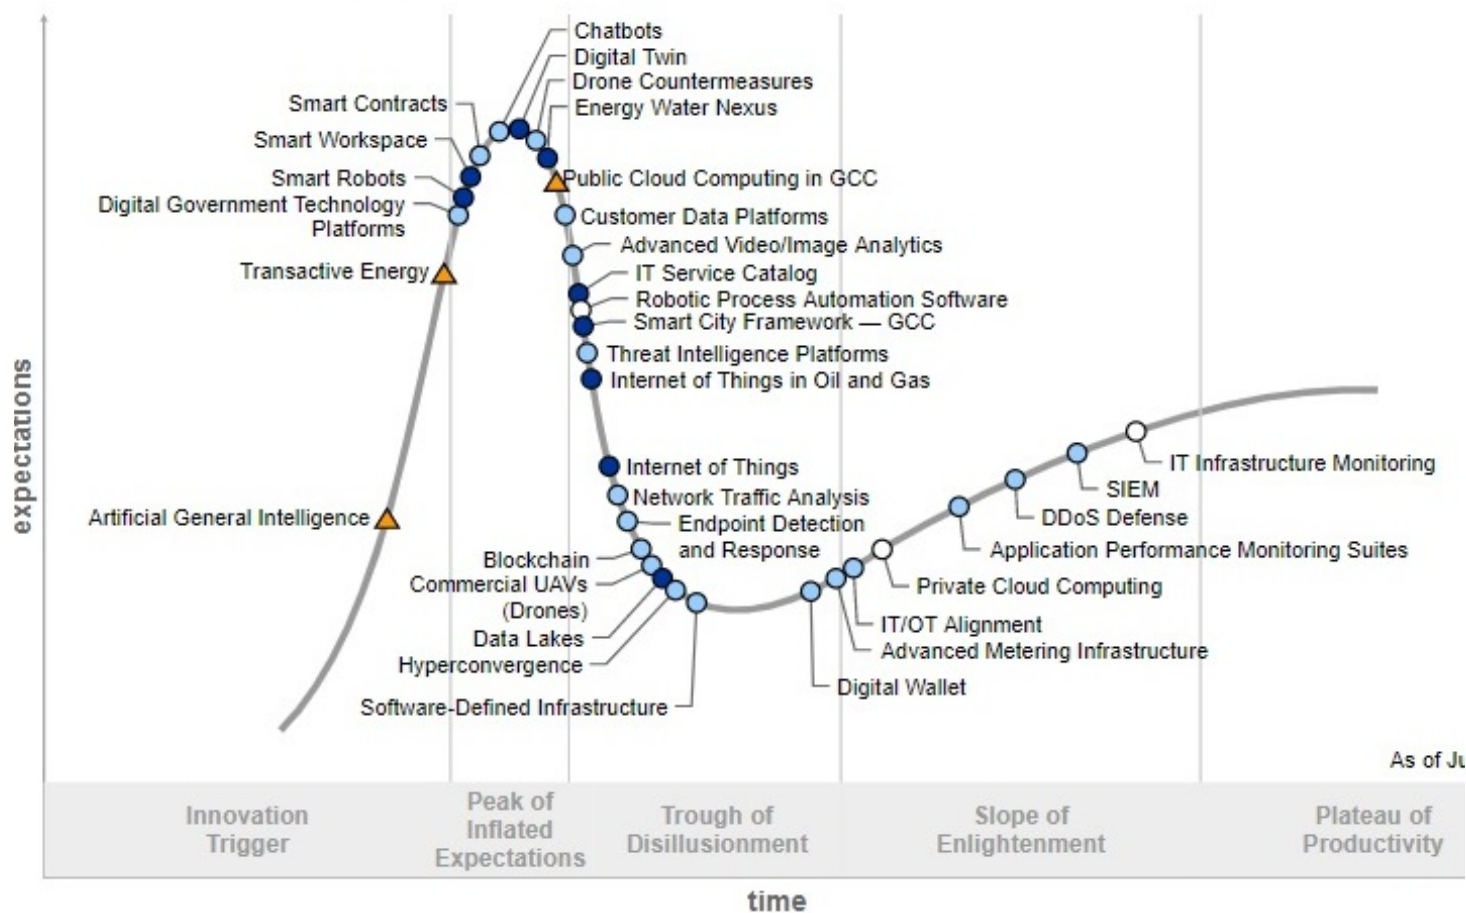 Chatbots
Digital Twin
Drone Countermeasures
Energy Water Nexus
Smart Contracts
Smart Workspace
Smart Robots
Digital Government Technology
Platforms
Transactive Energy
Artificial General Intelligence
Public Cloud Computing in GCC
Customer Data Platforms
Advanced Video/Image Analytics
IT Service Catalog
Robotic Process Automation Software
Smart City Framework — GCC
Threat Intelligence Platforms
Internet of Things in Oil and Gas
Internet of Things
Network Traffic Analysis
Endpoint Detection
and Response
Blockchain
Commercial UAVs
(Drones)
Data Lakes
Hyperconvergence
Software-Defined Infrastructure
IT Infrastructure Monitoring
SIEM
DDoS Defense
Application Performance Monitoring Suites
Private Cloud Computing
IT/OT Alignment
Advanced Metering Infrastructure
Digital Wallet
As of Ju
expectations
Innovation
Trigger
Peak of
Inflated
Expectations
Trough of
Disillusionment
Slope of
Enlightenment
Plateau of
Productivity
time